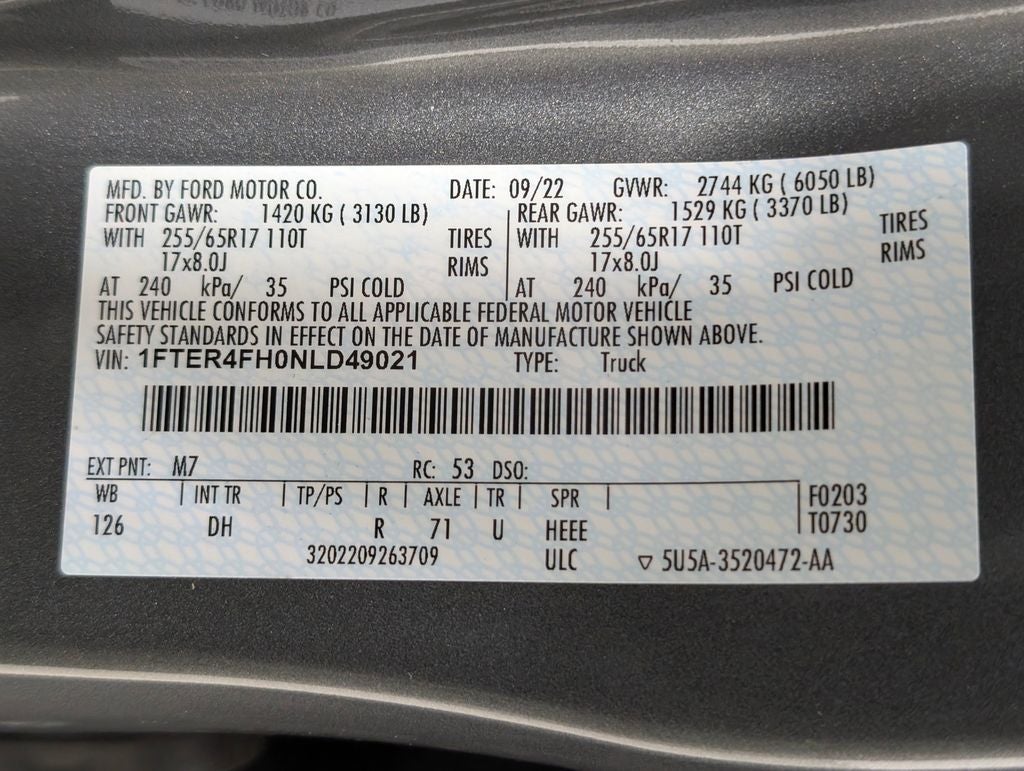 MFD. BY FORD MOTOR CO. DATE: 09/22 GVWR: 2744 KG ( 6050 LB)
FRONT GAWR: 1420 KG ( 3130 LB) REAR GAWR: 1529 KG ( 3370 LB)
WITH 255/65R17 110T TIRES WITH 255/65R17 110T TIRES
17x8.0J RIMS 17x8.0J RIMS
AT 240 kPa/ 35 PSI COLD AT 240 kPa/ 35 PSI COLD
THIS VEHICLE CONFORMS TO ALL APPLICABLE FEDERAL MOTOR VEHICLE
SAFETY STANDARDS IN EFFECT ON THE DATE OF MANUFACTURE SHOWN ABOVE.
VIN: 1FTER4FH0NLD49021 TYPE: Truck
EXT PNT: M7 RC: 53 DSO:
WB | INT TR | TP/PS | R | AXLE | TR | SPR | | F0203
126 DH R 71 U HEEE T0730
3202209263709 ULC ▽ 5U5A-3520472-AA